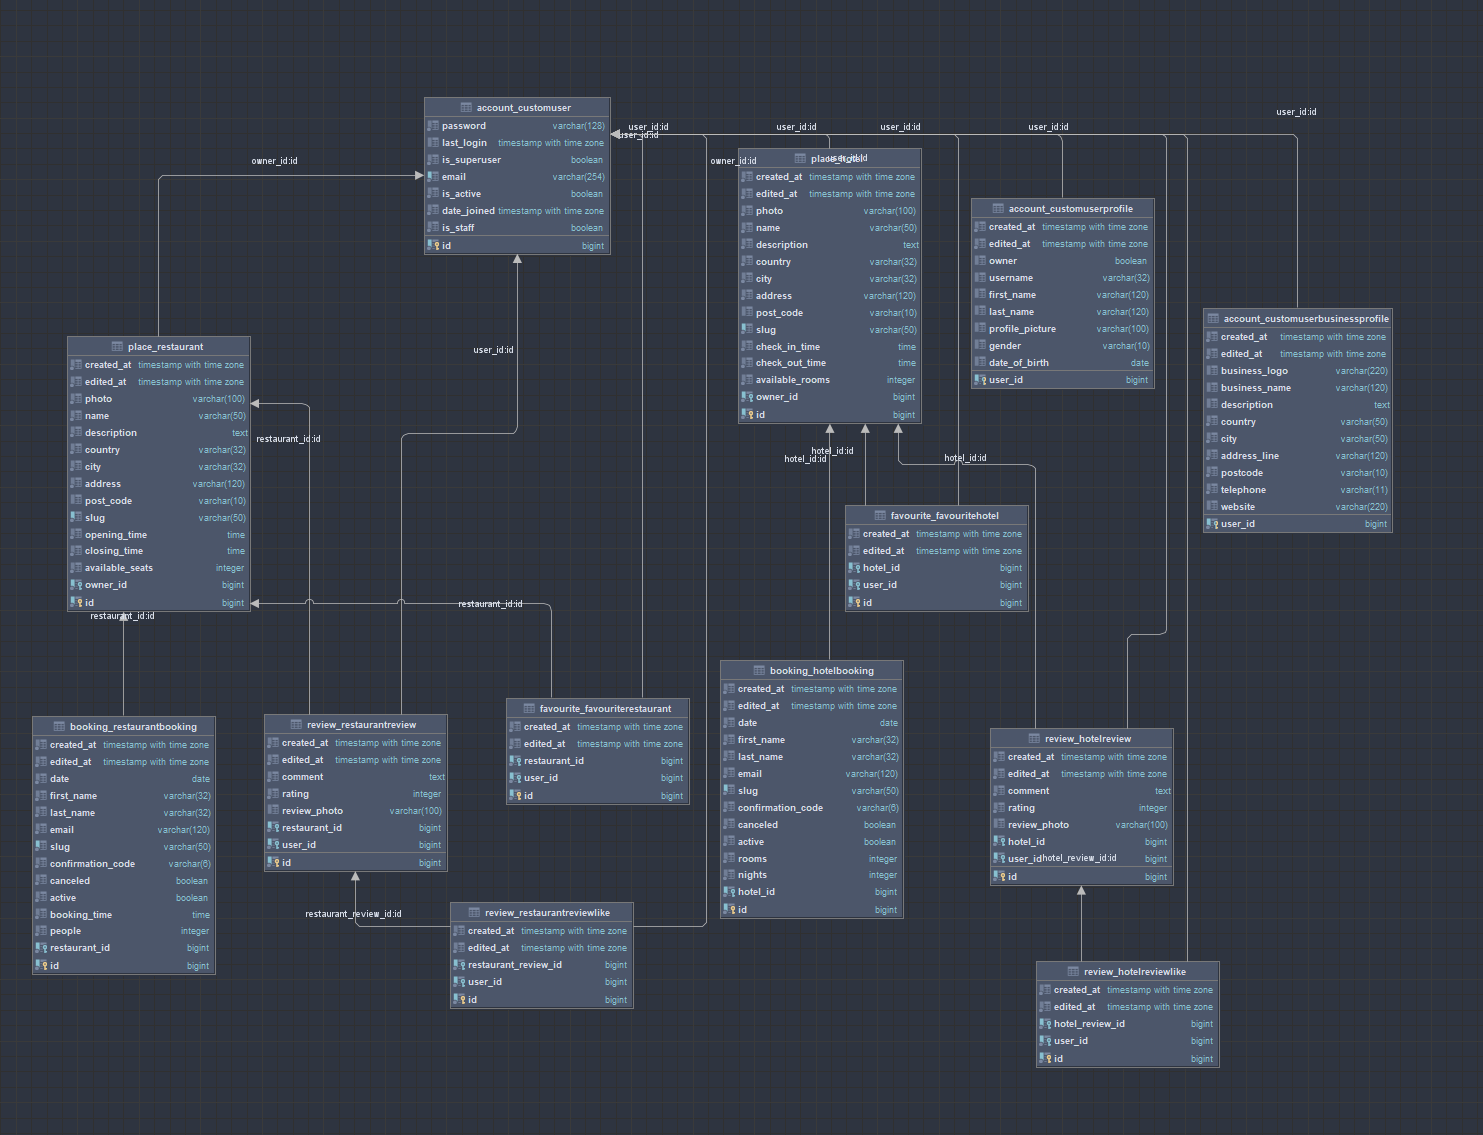 account_customuser
password varchar(128)
last_login timestamp with time zone
is_superuser boolean
email varchar(254)
is_active boolean
date_joined timestamp with time zone
is_staff boolean
id bigint
owner_id:id
user_id:id
user_id:id
user_id:id
user_id:id
user_id:id
user_id:id
owner_id:id
user_id:id
created_at timestamp with time zone
edited_at timestamp with time zone
photo varchar(100)
name varchar(50)
description text
country varchar(32)
city varchar(32)
address varchar(120)
post_code varchar(10)
slug varchar(50)
check_in_time time
check_out_time time
available_rooms integer
owner_id bigint
id bigint
account_customuserprofile
created_at timestamp with time zone
edited_at timestamp with time zone
owner boolean
username varchar(32)
first_name varchar(120)
last_name varchar(120)
profile_picture varchar(100)
gender varchar(10)
date_of_birth date
user_id bigint
account_customuserbusinessprofile
created_at timestamp with time zone
edited_at timestamp with time zone
business_logo varchar(220)
business_name varchar(120)
description text
country varchar(50)
city varchar(50)
address_line varchar(120)
postcode varchar(10)
telephone varchar(11)
website varchar(220)
user_id bigint
place_restaurant
created_at timestamp with time zone
edited_at timestamp with time zone
photo varchar(100)
name varchar(50)
description text
country varchar(32)
city varchar(32)
address varchar(120)
post_code varchar(10)
slug varchar(50)
opening_time time
closing_time time
available_seats integer
owner_id bigint
id bigint
restaurant_id:id
user_id:id
restaurant_id:id
restaurant_id:id
hotel_id:id
hotel_id:id
hotel_id:id
favourite_favouritehotel
created_at timestamp with time zone
edited_at timestamp with time zone
hotel_id bigint
user_id bigint
id bigint
booking_restaurantbooking
created_at timestamp with time zone
edited_at timestamp with time zone
date date
first_name varchar(32)
last_name varchar(32)
email varchar(120)
slug varchar(50)
confirmation_code varchar(6)
canceled boolean
active boolean
booking_time time
people integer
restaurant_id bigint
id bigint
review_restaurantreview
created_at timestamp with time zone
edited_at timestamp with time zone
comment text
rating integer
review_photo varchar(100)
restaurant_id bigint
user_id bigint
id bigint
restaurant_review_id:id
favourite_favouriterestaurant
created_at timestamp with time zone
edited_at timestamp with time zone
restaurant_id bigint
user_id bigint
id bigint
review_restaurantreviewlike
created_at timestamp with time zone
edited_at timestamp with time zone
restaurant_review_id bigint
user_id bigint
id bigint
booking_hotelbooking
created_at timestamp with time zone
edited_at timestamp with time zone
date date
first_name varchar(32)
last_name varchar(32)
email varchar(120)
slug varchar(50)
confirmation_code varchar(6)
canceled boolean
active boolean
rooms integer
nights integer
hotel_id bigint
id bigint
review_hotelreview
created_at timestamp with time zone
edited_at timestamp with time zone
comment text
rating integer
review_photo varchar(100)
hotel_id bigint
user_id hotel_review_id:id bigint
id bigint
review_hotelreviewlike
created_at timestamp with time zone
edited_at timestamp with time zone
hotel_review_id bigint
user_id bigint
id bigint